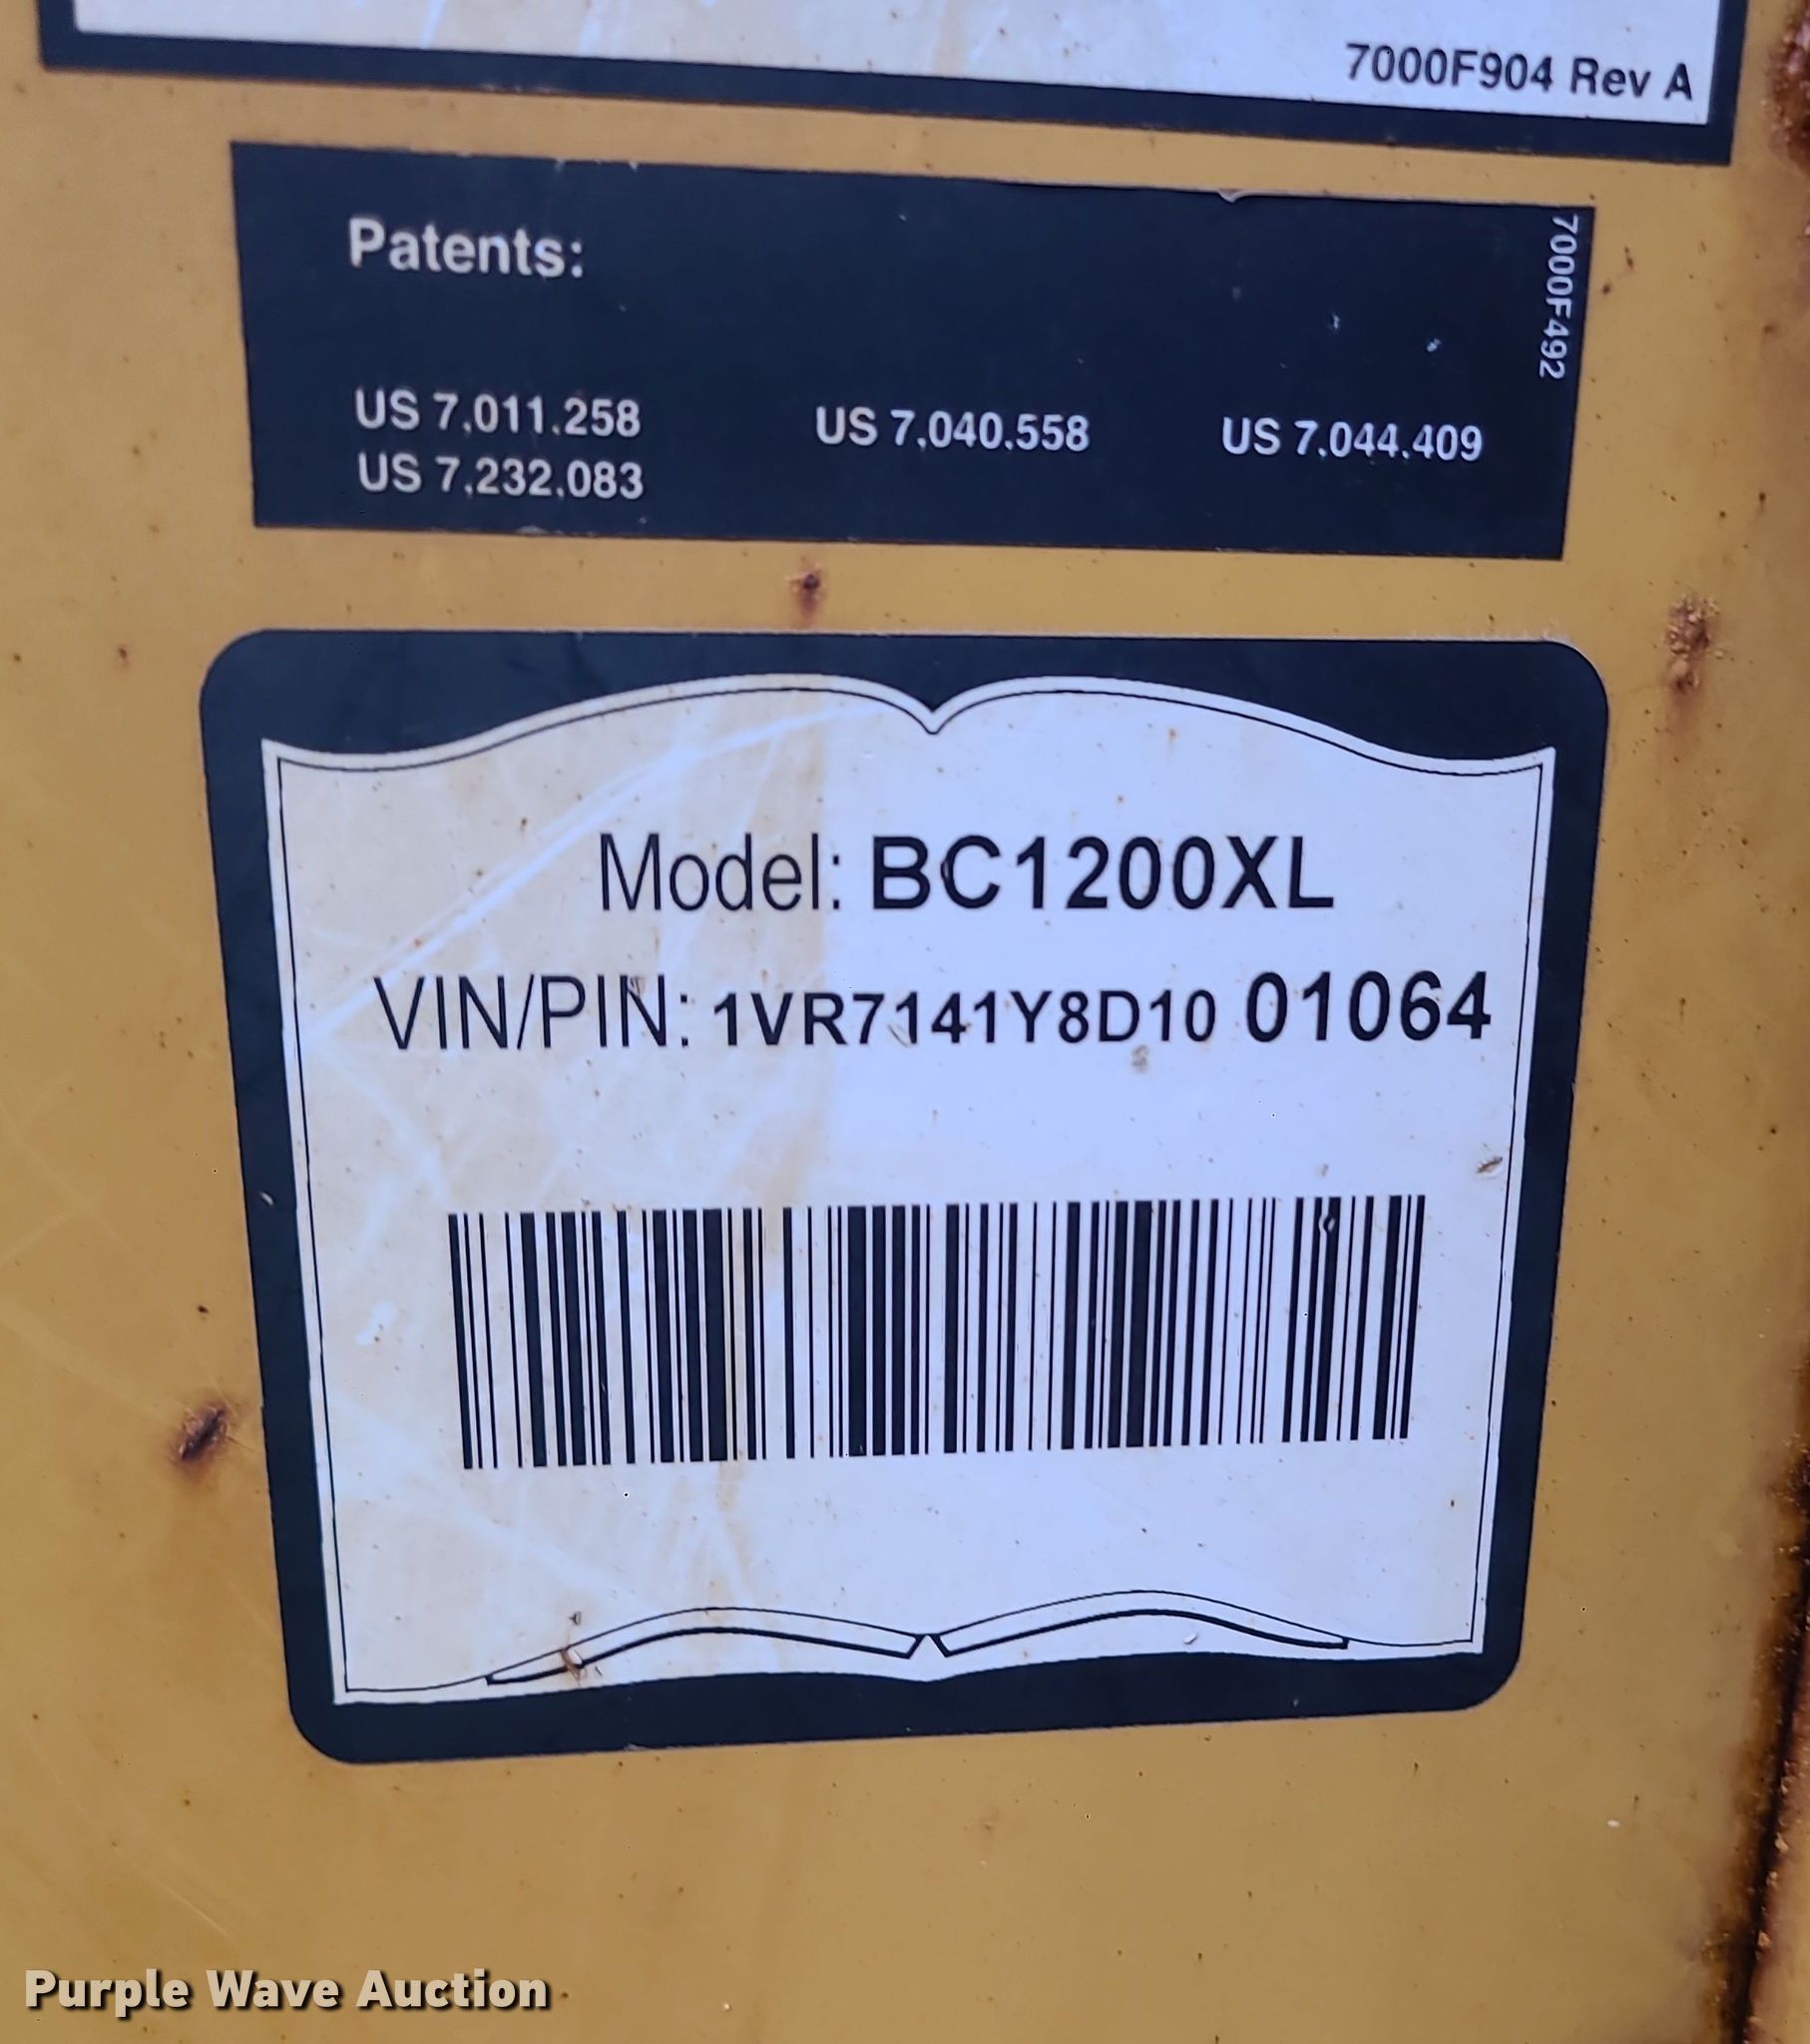 7000F904 Rev A
Patents:
7000F492
US 7,011,258 US 7,040,558 US 7,044,409
US 7,232,083
Model: BC1200XL
VIN/PIN: 1VR7141Y8D10 01064
Purple Wave Auction